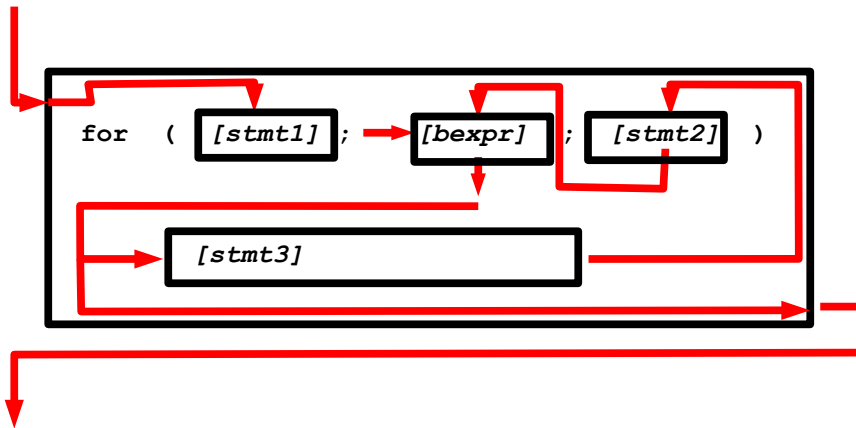 for ( [stmt1] ; [bexpr] ; [stmt2] )
[stmt3]